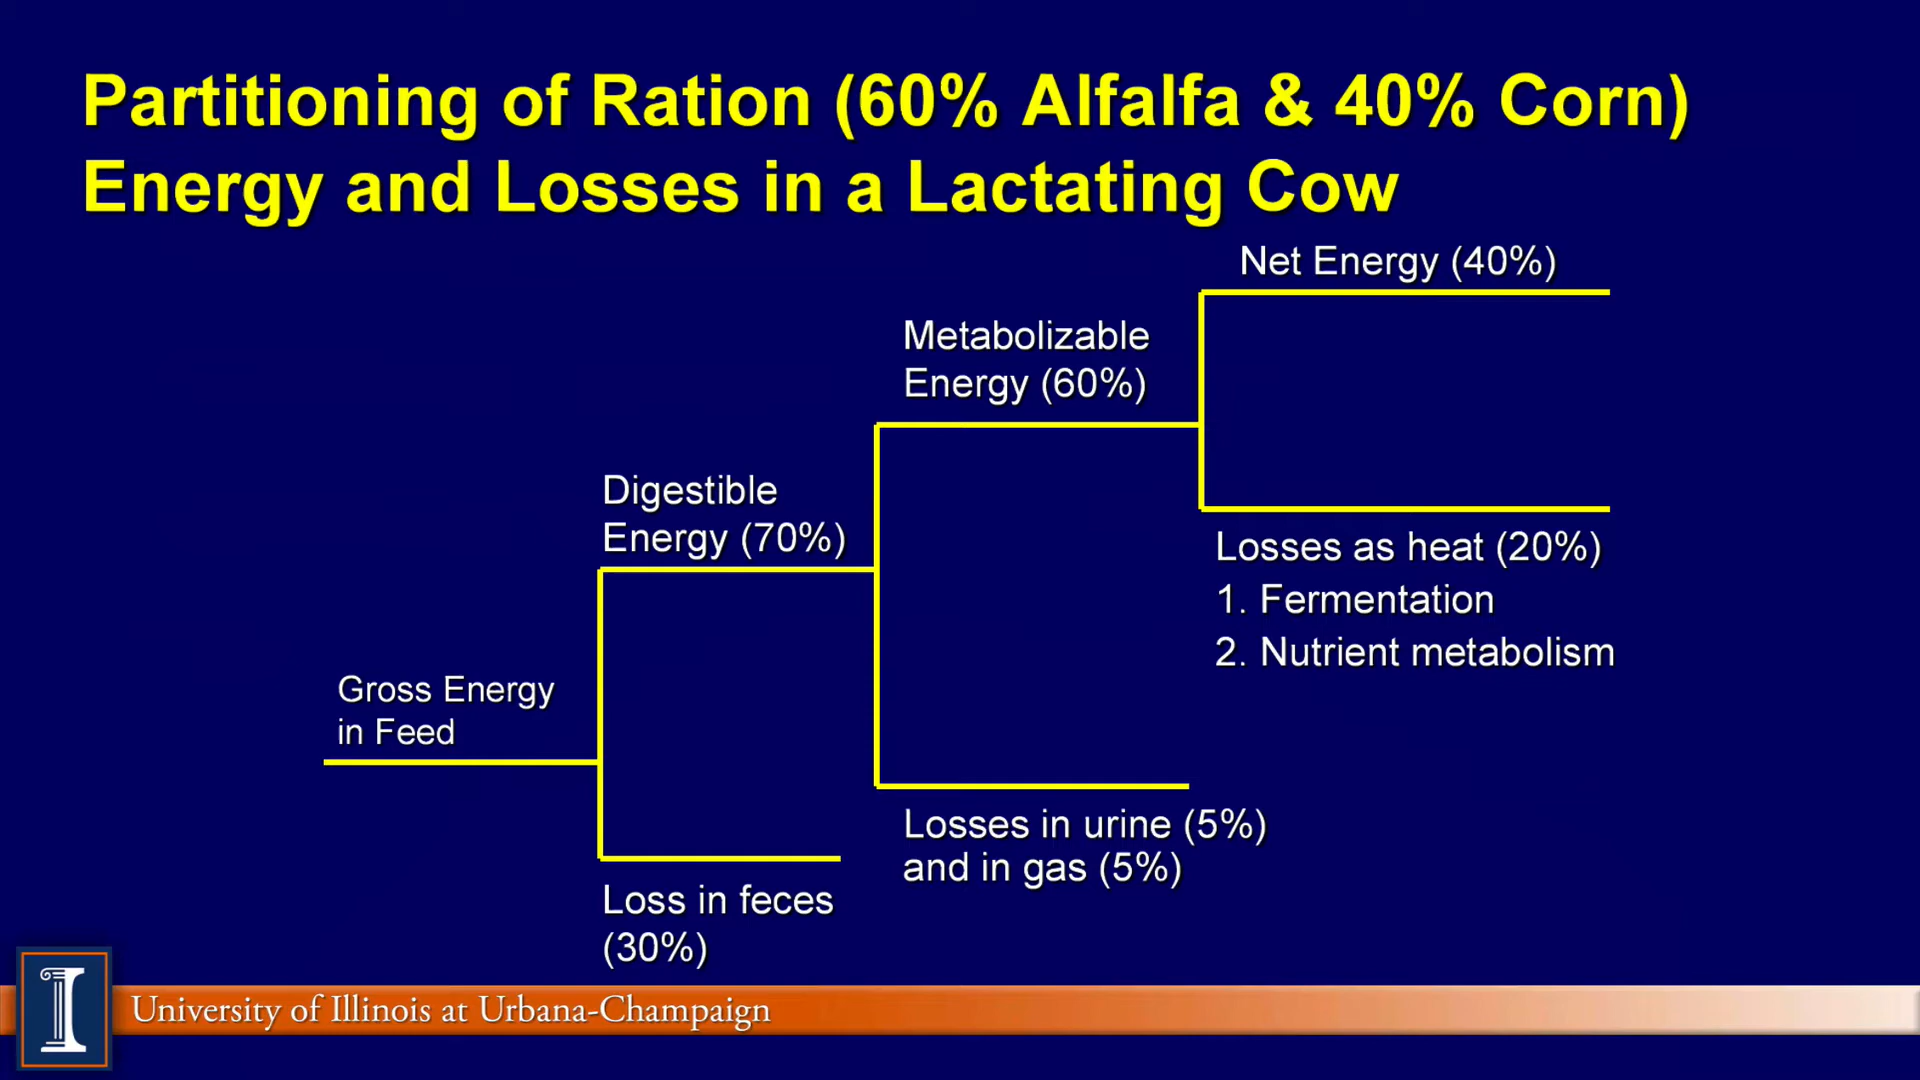 Partitioning of Ration (60% Alfalfa & 40% Corn)
Energy and Losses in a Lactating Cow
Net Energy (40%)
Metabolizable
Energy (60%)
Digestible
Energy (70%)
Losses as heat (20%)
1. Fermentation
2. Nutrient metabolism
Gross Energy
in Feed
Losses in urine (5%)
and in gas (5%)
Loss in feces
(30%)
I
University of Illinois at Urbana-Champaign